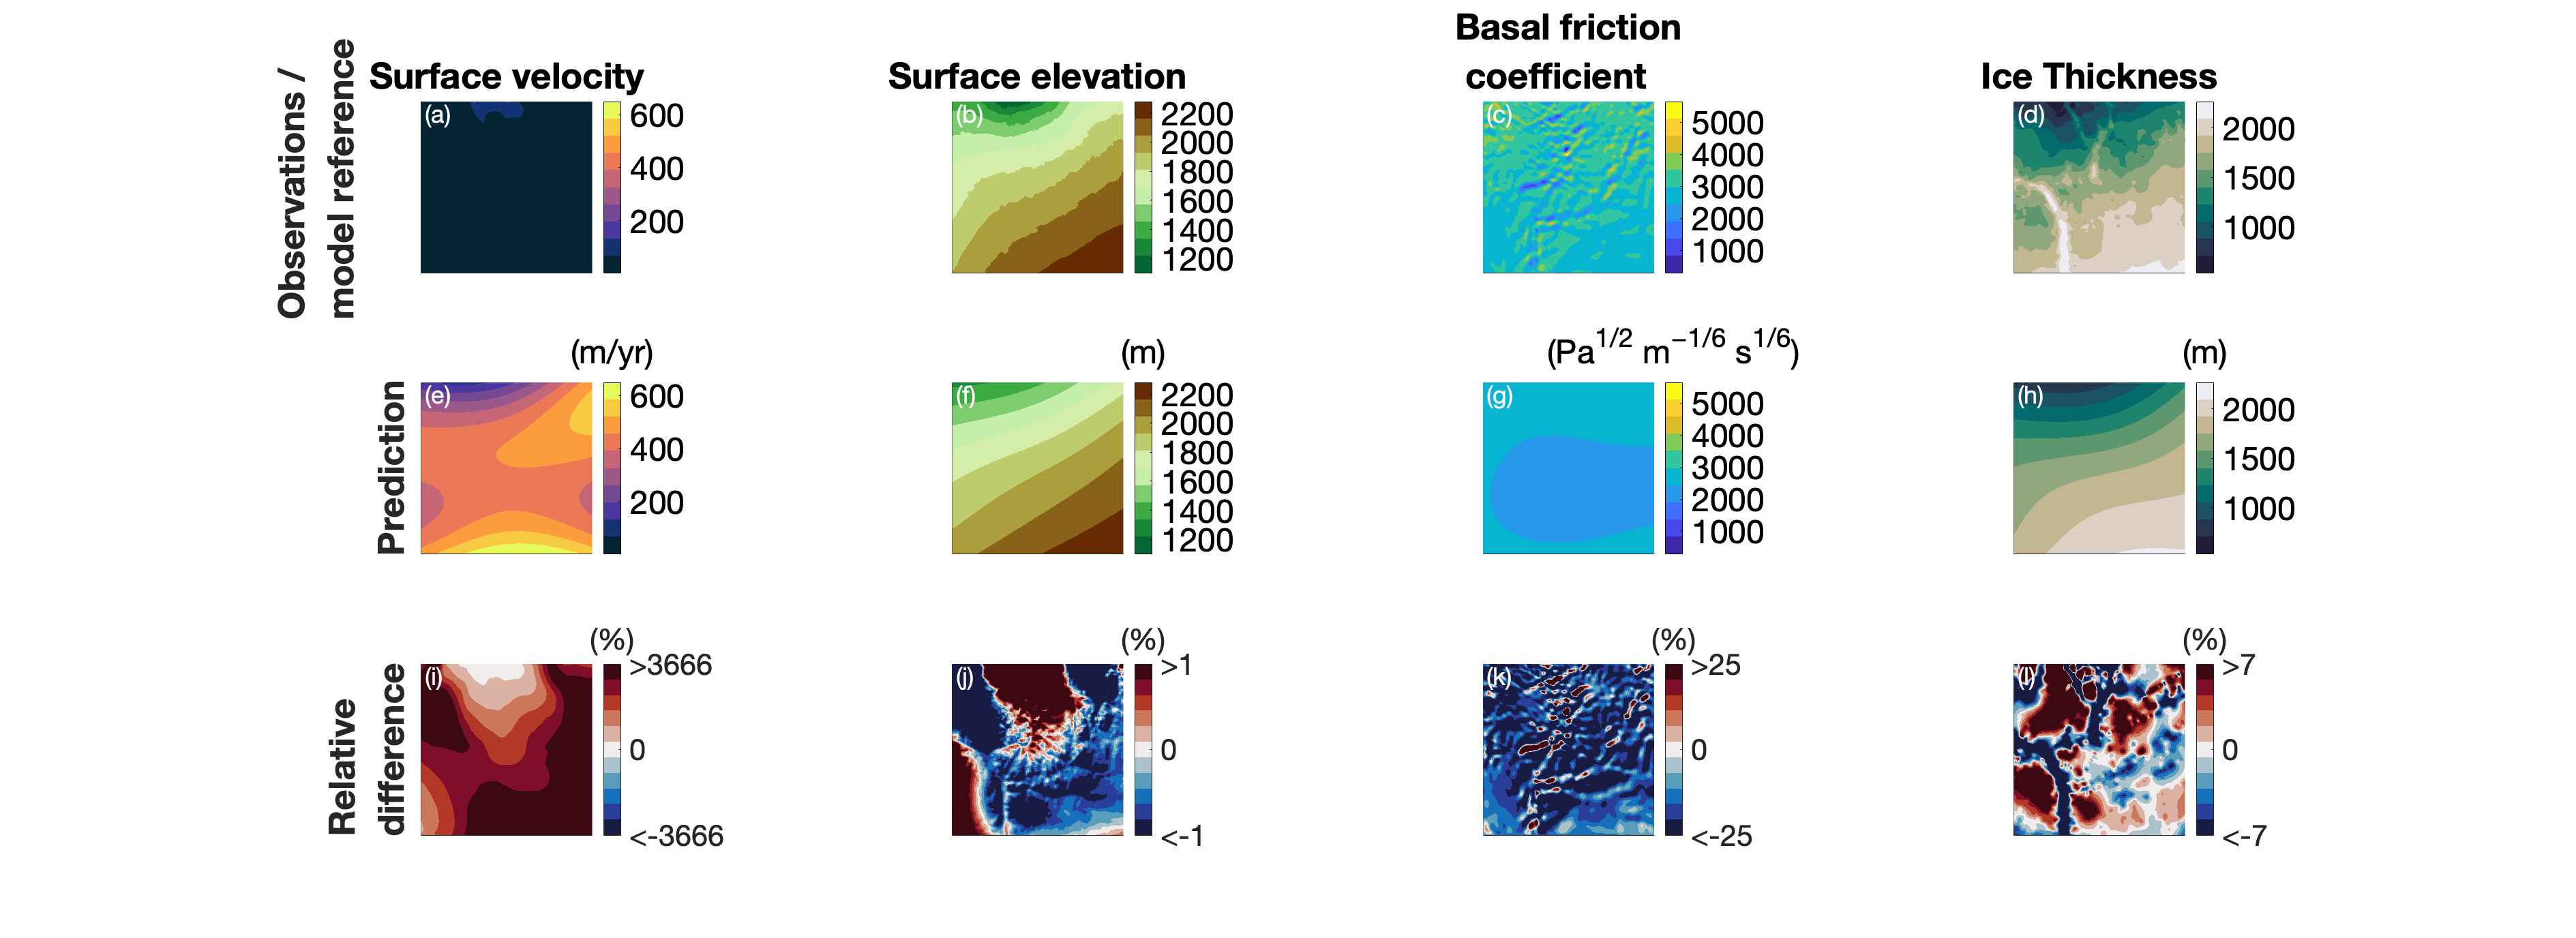 Observations /
model reference
Surface velocity
(a)
600
400
200
(m/yr)
Surface elevation
(b)
2200
2000
1800
1600
1400
1200
(m)
Basal friction
coefficient
(c)
5000
4000
3000
2000
1000
(Pa^1/2 m^−1/6 s^1/6)
Ice Thickness
(d)
2000
1500
1000
(m)
Prediction
(e)
600
400
200
(f)
2200
2000
1800
1600
1400
1200
(g)
5000
4000
3000
2000
1000
(h)
2000
1500
1000
Relative
difference
(%)
(i)
>3666
0
<-3666
(%)
(j)
>1
0
<-1
(%)
(k)
>25
0
<-25
(%)
(l)
>7
0
<-7